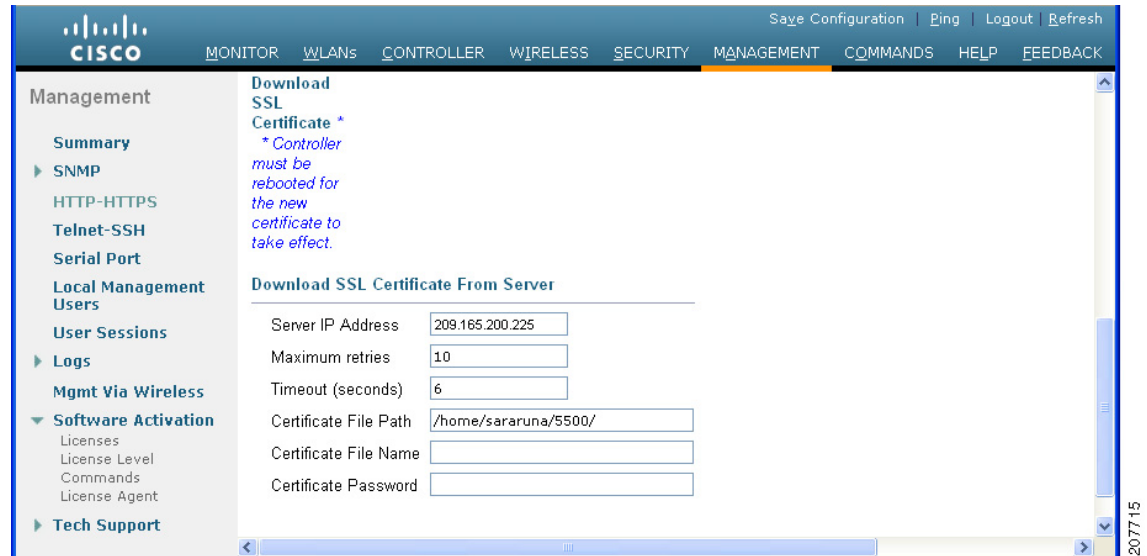 Save Configuration | Ping | Logout | Refresh
CISCO
MONITOR WLANs CONTROLLER WIRELESS SECURITY MANAGEMENT COMMANDS HELP FEEDBACK
Management
Summary
SNMP
HTTP-HTTPS
Telnet-SSH
Serial Port
Local Management
Users
User Sessions
Logs
Mgmt Via Wireless
Software Activation
Licenses
License Level
Commands
License Agent
Tech Support
Download
SSL
Certificate *
* Controller
must be
rebooted for
the new
certificate to
take effect.
Download SSL Certificate From Server
Server IP Address 209.165.200.225
Maximum retries 10
Timeout (seconds) 6
Certificate File Path /home/sararuna/5500/
Certificate File Name
Certificate Password
207715